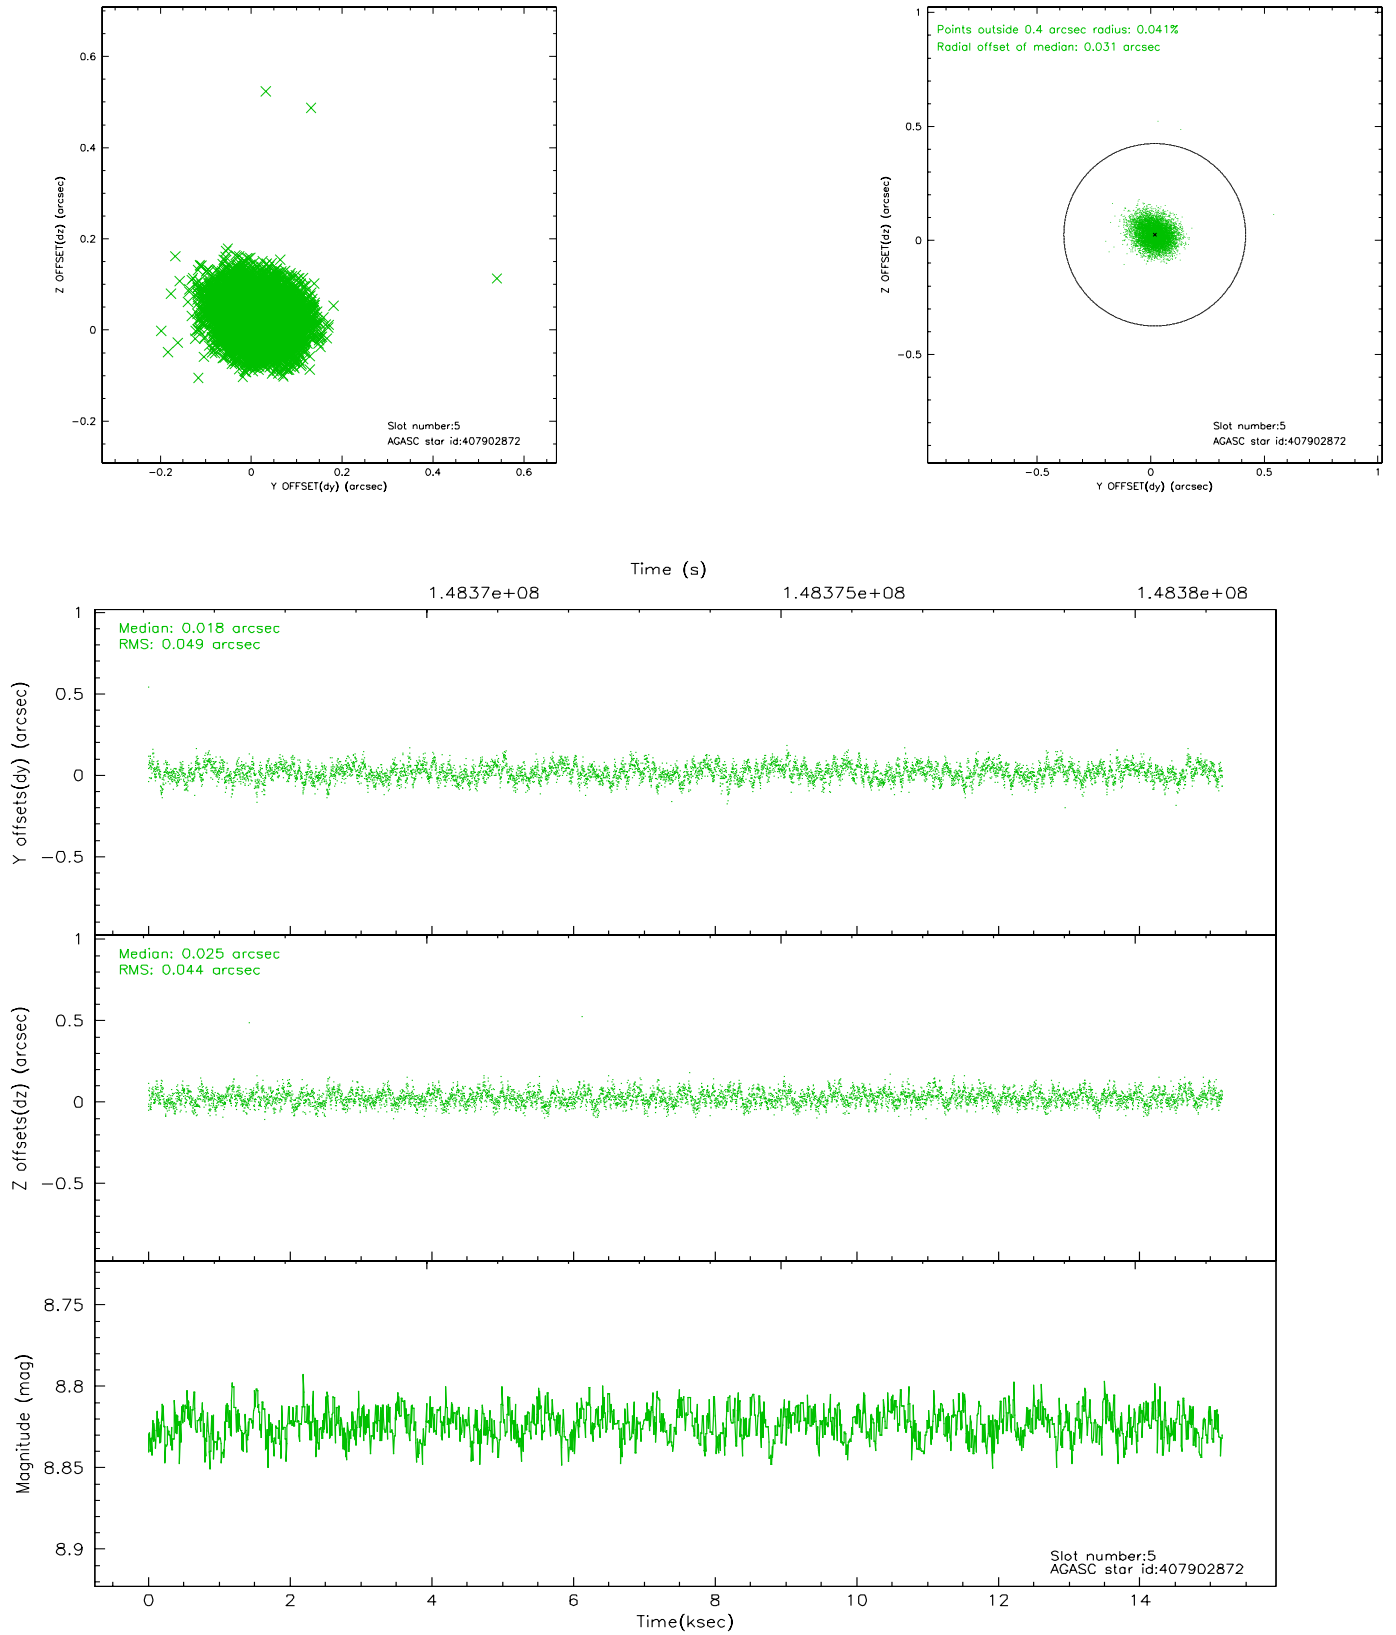 0.6
0.4
0.2
0
−0.2
Z OFFSET(dz) (arcsec)
−0.2 0 0.2 0.4 0.6
Y OFFSET(dy) (arcsec)
Slot number:5
AGASC star id:407902872
Points outside 0.4 arcsec radius: 0.041%
Radial offset of median: 0.031 arcsec
1
0.5
0
−0.5
Z OFFSET(dz) (arcsec)
−0.5 0 0.5 1
Y OFFSET(dy) (arcsec)
Slot number:5
AGASC star id:407902872
Time (s)
1.4837e+08 1.48375e+08 1.4838e+08
Median: 0.018 arcsec
RMS: 0.049 arcsec
1
0.5
0
−0.5
Y offsets(dy) (arcsec)
Median: 0.025 arcsec
RMS: 0.044 arcsec
1
0.5
0
−0.5
Z offsets(dz) (arcsec)
8.75
8.8
8.85
8.9
Magnitude (mag)
Slot number:5
AGASC star id:407902872
0 2 4 6 8 10 12 14
Time(ksec)